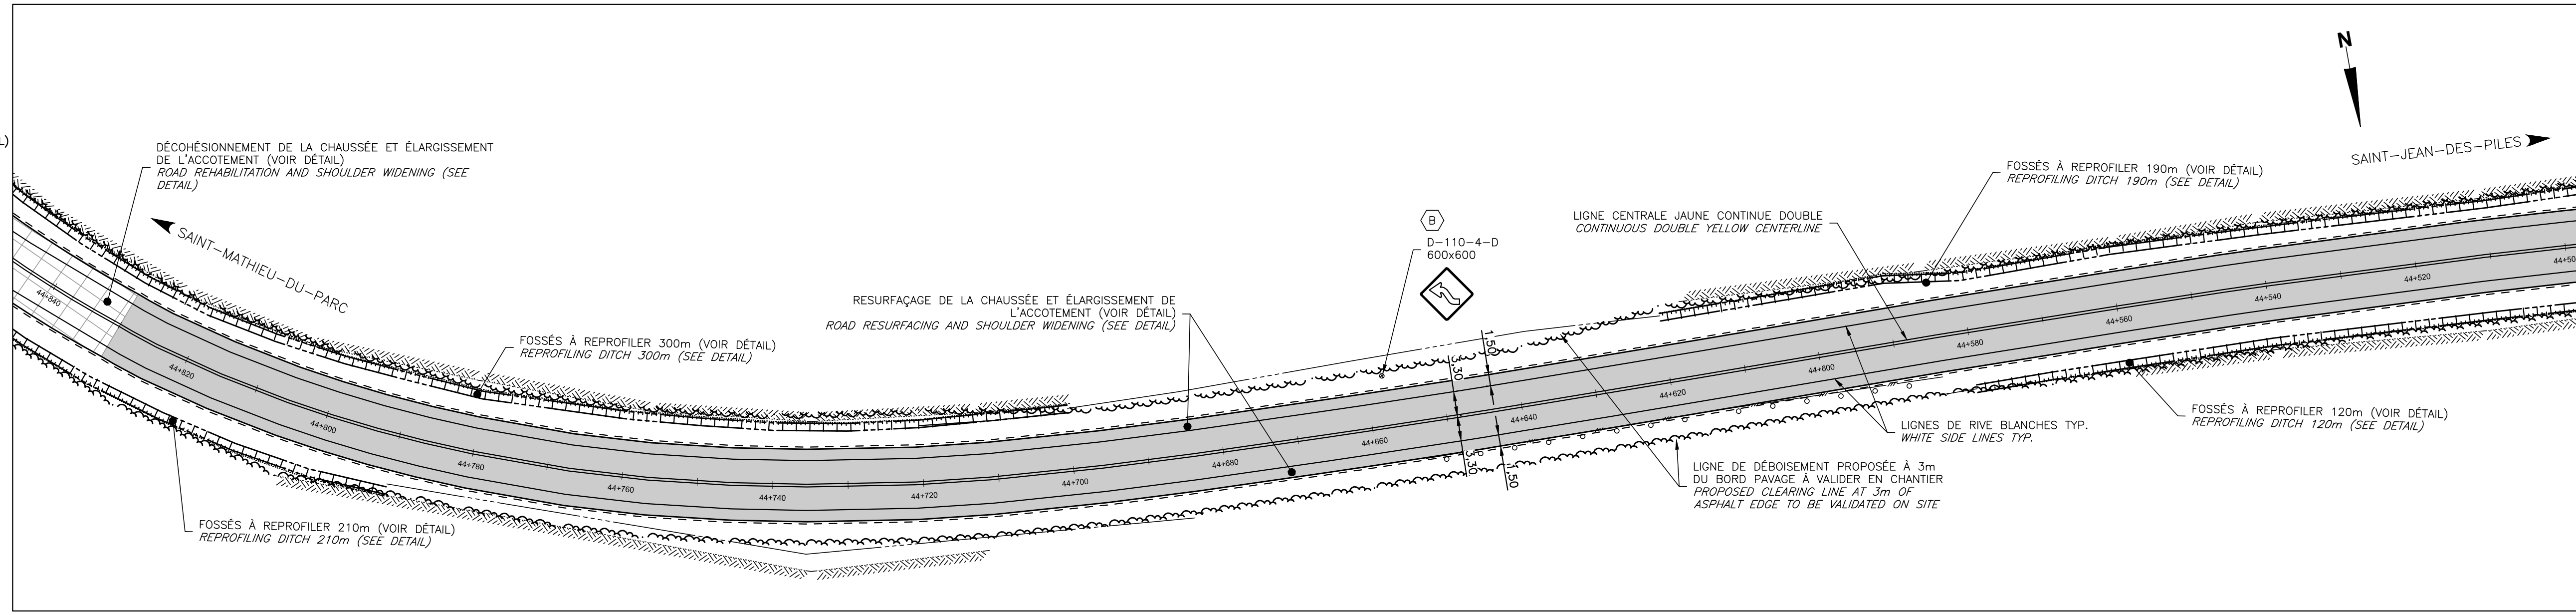 L)
DÉCOHÉSIONNEMENT DE LA CHAUSSÉE ET ÉLARGISSEMENT
DE L'ACCOTEMENT (VOIR DÉTAIL)
ROAD REHABILITATION AND SHOULDER WIDENING (SEE
DETAIL)
SAINT-MATHIEU-DU-PARC
FOSSÉS À REPROFILER 300m (VOIR DÉTAIL)
REPROFILING DITCH 300m (SEE DETAIL)
FOSSÉS À REPROFILER 210m (VOIR DÉTAIL)
REPROFILING DITCH 210m (SEE DETAIL)
RESURFAÇAGE DE LA CHAUSSÉE ET ÉLARGISSEMENT DE
L'ACCOTEMENT (VOIR DÉTAIL)
ROAD RESURFACING AND SHOULDER WIDENING (SEE DETAIL)
B
D-110-4-D
600x600
1,50
3,30
3,30
1,50
LIGNE CENTRALE JAUNE CONTINUE DOUBLE
CONTINUOUS DOUBLE YELLOW CENTERLINE
LIGNE DE DÉBOISEMENT PROPOSÉE À 3m
DU BORD PAVAGE À VALIDER EN CHANTIER
PROPOSED CLEARING LINE AT 3m OF
ASPHALT EDGE TO BE VALIDATED ON SITE
LIGNES DE RIVE BLANCHES TYP.
WHITE SIDE LINES TYP.
FOSSÉS À REPROFILER 190m (VOIR DÉTAIL)
REPROFILING DITCH 190m (SEE DETAIL)
FOSSÉS À REPROFILER 120m (VOIR DÉTAIL)
REPROFILING DITCH 120m (SEE DETAIL)
N
SAINT-JEAN-DES-PILES
44+840
44+820
44+800
44+780
44+760
44+740
44+720
44+700
44+680
44+660
44+640
44+620
44+600
44+580
44+560
44+540
44+520
44+50